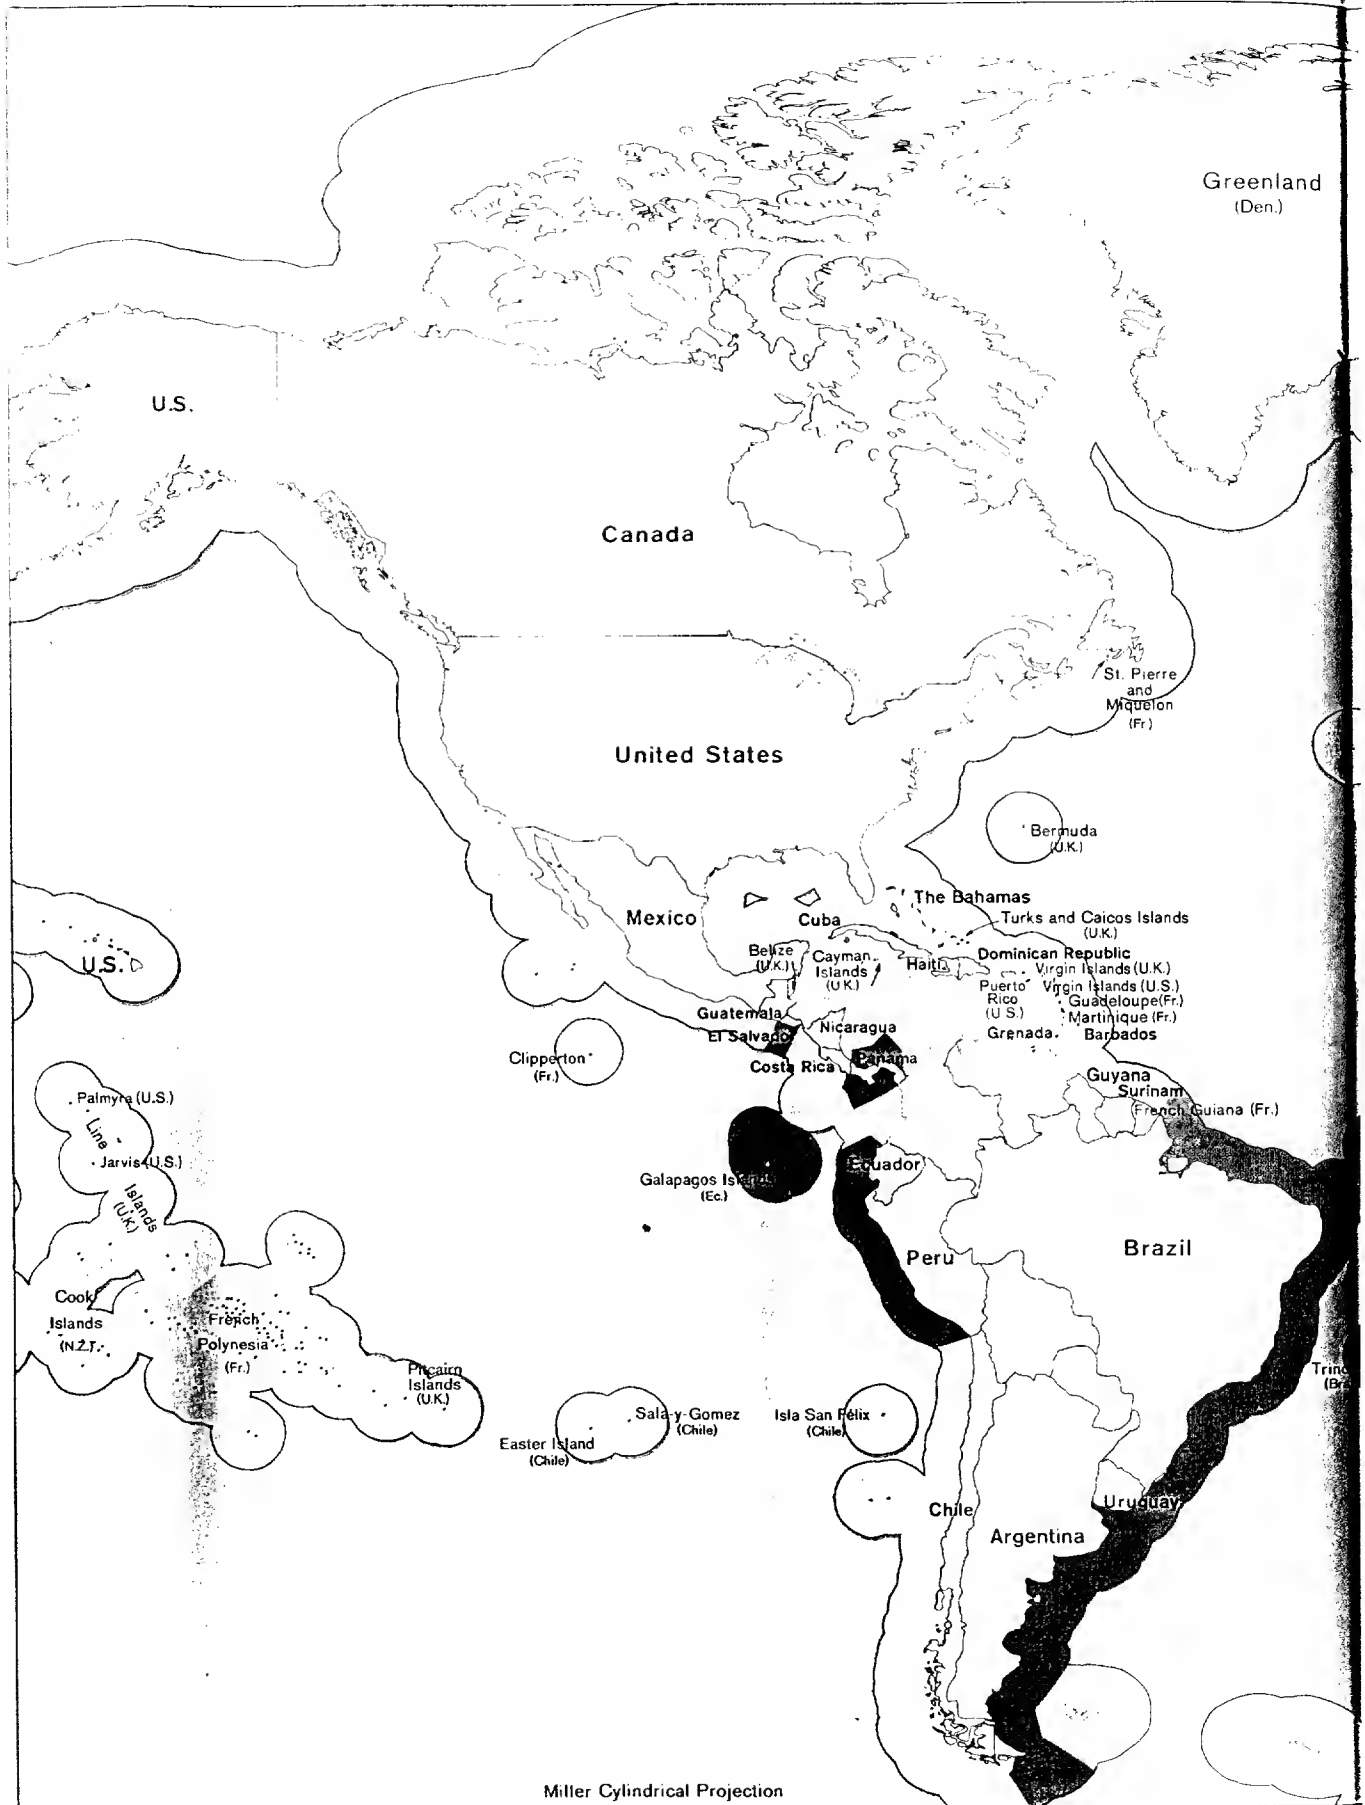 Greenland
(Den.)
U.S.
Canada
St. Pierre
and
Miquelon
(Fr.)
United States
Bermuda
(U.K.)
The Bahamas
Mexico
Cuba
Turks and Caicos Islands
(U.K.)
U.S.
Belize
(U.K.)
Cayman
Islands
(U.K.)
Haiti
Dominican Republic
Virgin Islands (U.K.)
Puerto
Rico
(U.S.)
Virgin Islands (U.S.)
Guadeloupe (Fr.)
Martinique (Fr.)
Guatemala
El Salvador
Nicaragua
Grenada
Barbados
Clipperton
(Fr.)
Costa Rica
Panama
Guyana
Surinam
French Guiana (Fr.)
Palmyra (U.S.)
Line
Jarvis (U.S.)
Islands
(U.K.)
Galapagos Islands
(Ec.)
Ecuador
Peru
Brazil
Cook
Islands
(N.Z.)
French
Polynesia
(Fr.)
Pitcairn
Islands
(U.K.)
Sala-y-Gomez
(Chile)
Easter Island
(Chile)
Isla San Félix
(Chile)
Chile
Argentina
Uruguay
Miller Cylindrical Projection